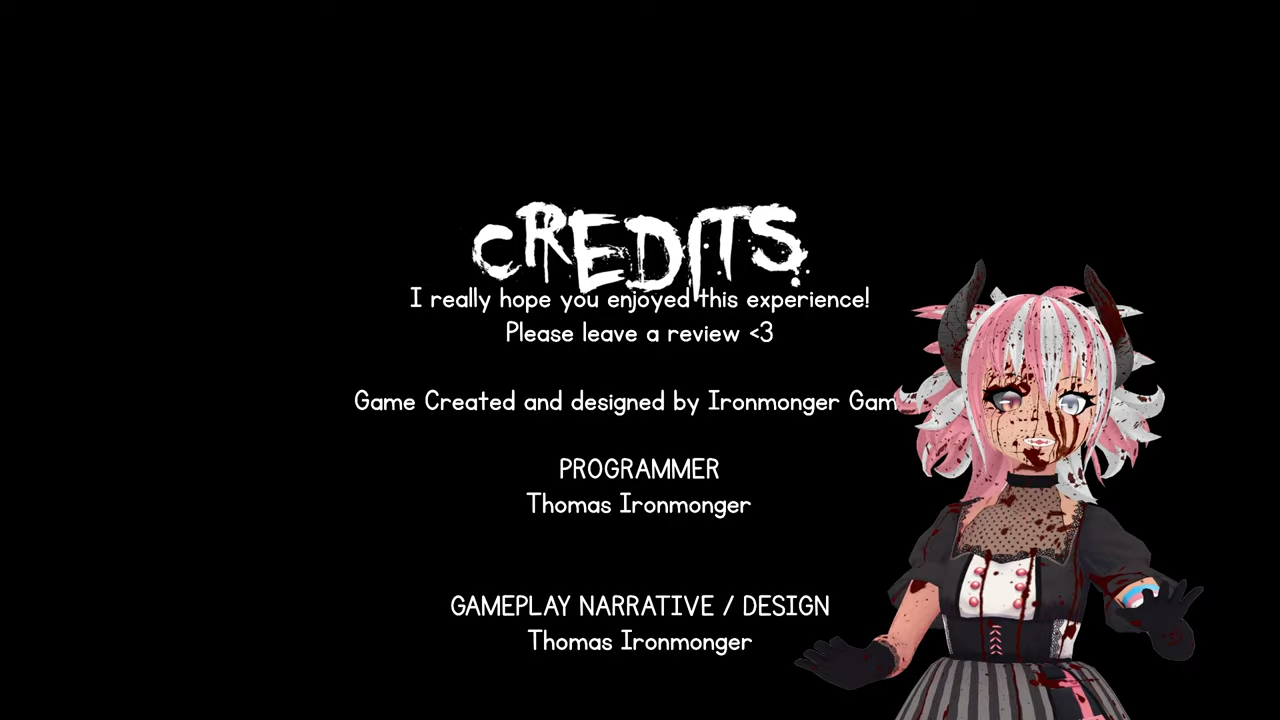 CREDITS
I really hope you enjoyed this experience!
Please leave a review <3
Game Created and designed by Ironmonger Gam
PROGRAMMER
Thomas Ironmonger
GAMEPLAY NARRATIVE / DESIGN
Thomas Ironmonger